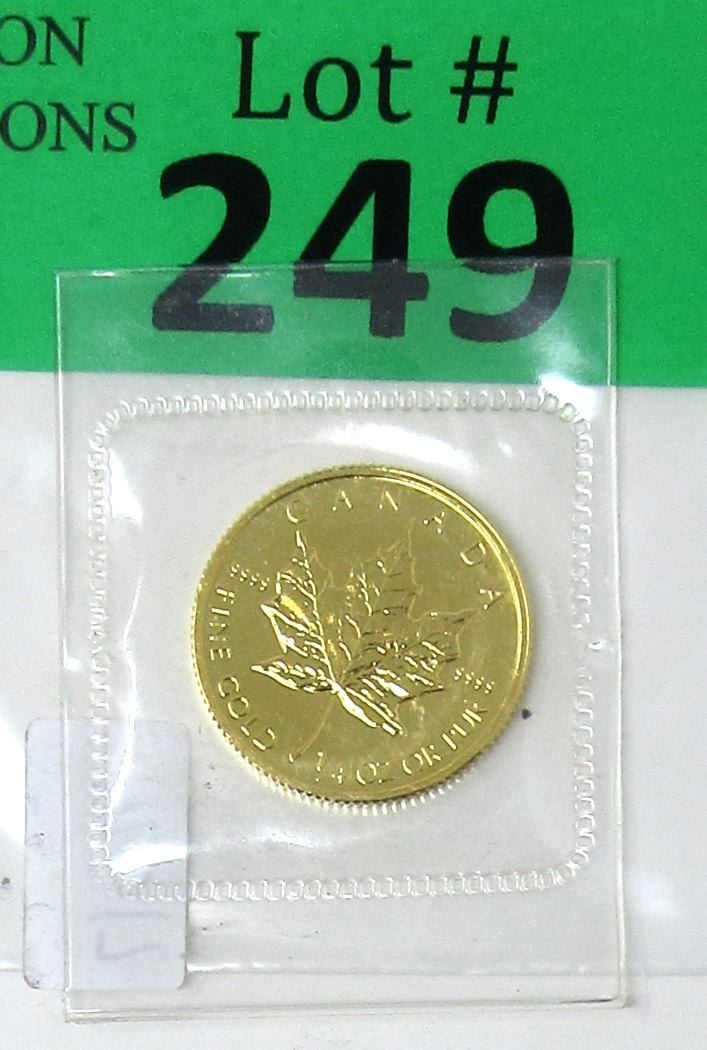 ON
ONS
Lot #
249
CANADA
9999
9999
FINE GOLD 1/4 OZ OR PUR